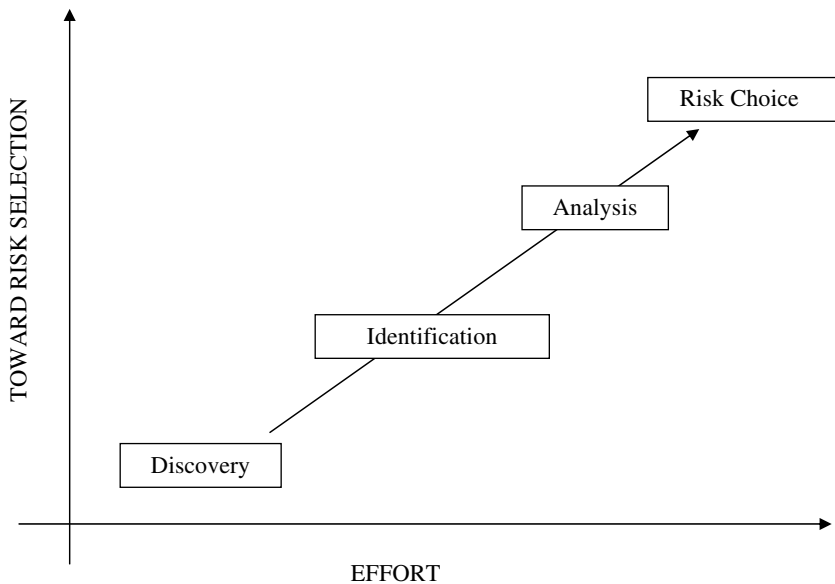 Risk Choice
Analysis
Identification
Discovery
TOWARD RISK SELECTION
EFFORT